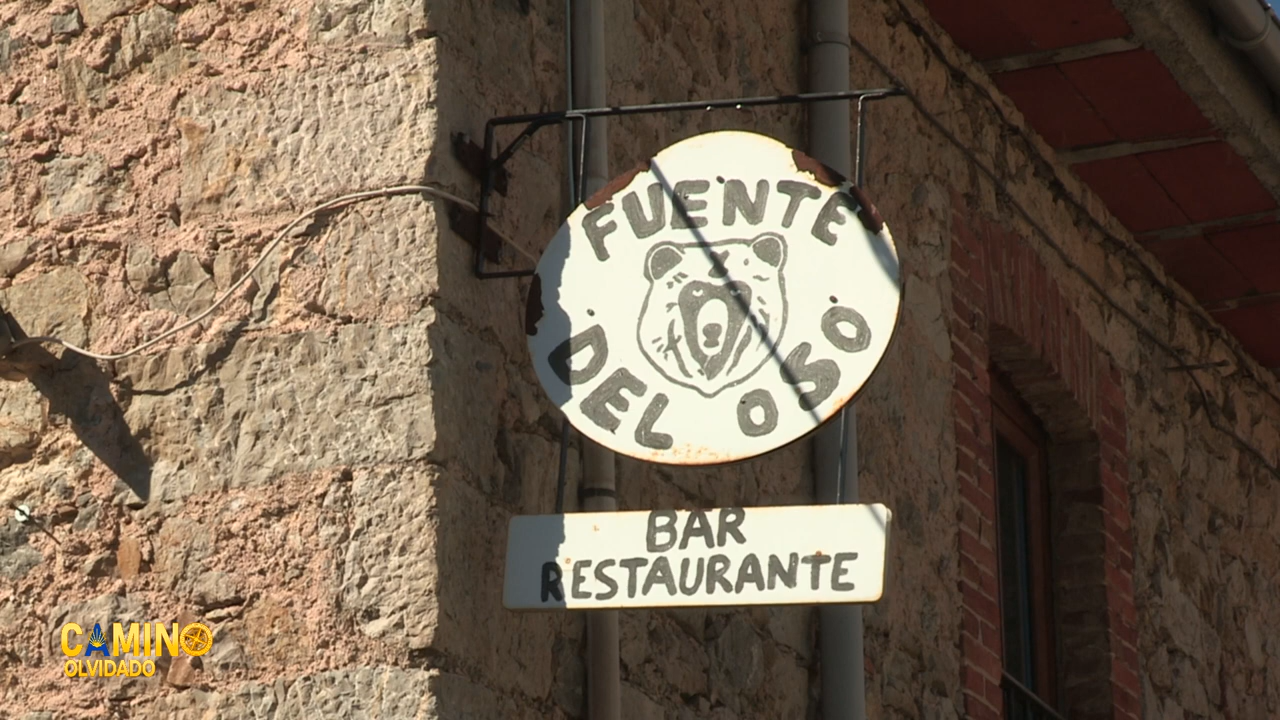 FUENTE
DEL OSO
BAR
RESTAURANTE
CAMINO
OLVIDADO